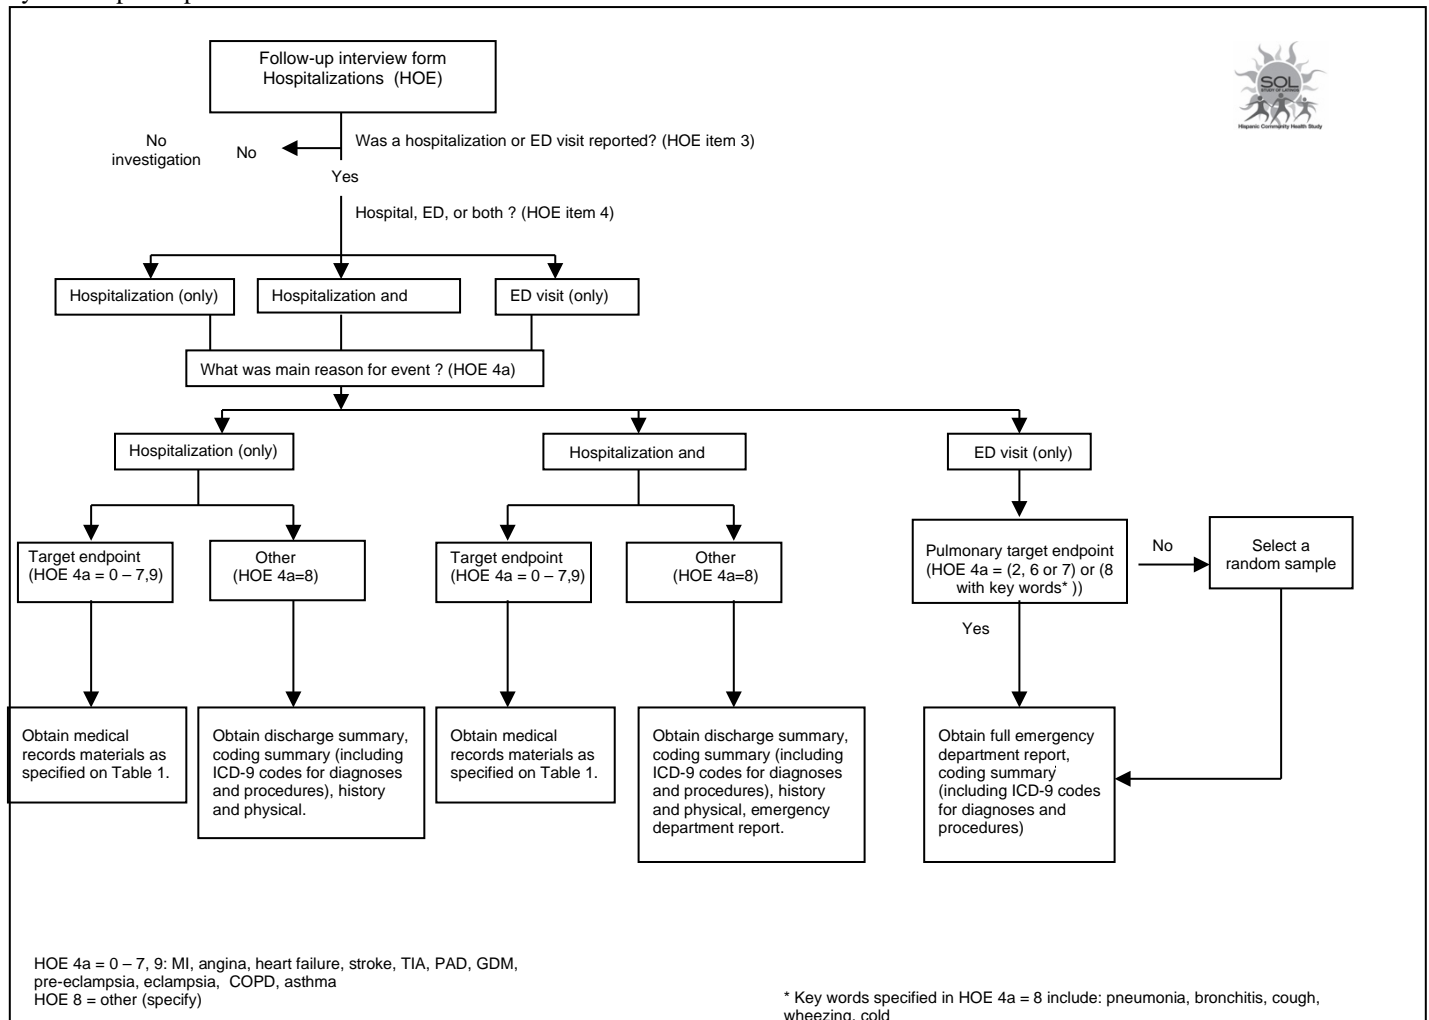 Follow-up interview form
Hospitalizations (HOE)
SOL
STUDY OF LATINOS
Hispanic Community Health Study
Was a hospitalization or ED visit reported? (HOE item 3)
No
investigation
No
Yes
Hospital, ED, or both ? (HOE item 4)
Hospitalization (only)
Hospitalization and
ED visit (only)
What was main reason for event ? (HOE 4a)
Hospitalization (only)
Hospitalization and
ED visit (only)
Target endpoint
(HOE 4a = 0 – 7,9)
Other
(HOE 4a=8)
Target endpoint
(HOE 4a = 0 – 7,9)
Other
(HOE 4a=8)
Pulmonary target endpoint
(HOE 4a = (2, 6 or 7) or (8
with key words* ))
No
Select a
random sample
Yes
Obtain medical
records materials as
specified on Table 1.
Obtain discharge summary,
coding summary (including
ICD-9 codes for diagnoses
and procedures), history
and physical.
Obtain medical
records materials as
specified on Table 1.
Obtain discharge summary,
coding summary (including
ICD-9 codes for diagnoses
and procedures), history
and physical, emergency
department report.
Obtain full emergency
department report,
coding summary
(including ICD-9 codes
for diagnoses and
procedures)
HOE 4a = 0 – 7, 9: MI, angina, heart failure, stroke, TIA, PAD, GDM,
pre-eclampsia, eclampsia, COPD, asthma
HOE 8 = other (specify)
* Key words specified in HOE 4a = 8 include: pneumonia, bronchitis, cough,
wheezing, cold